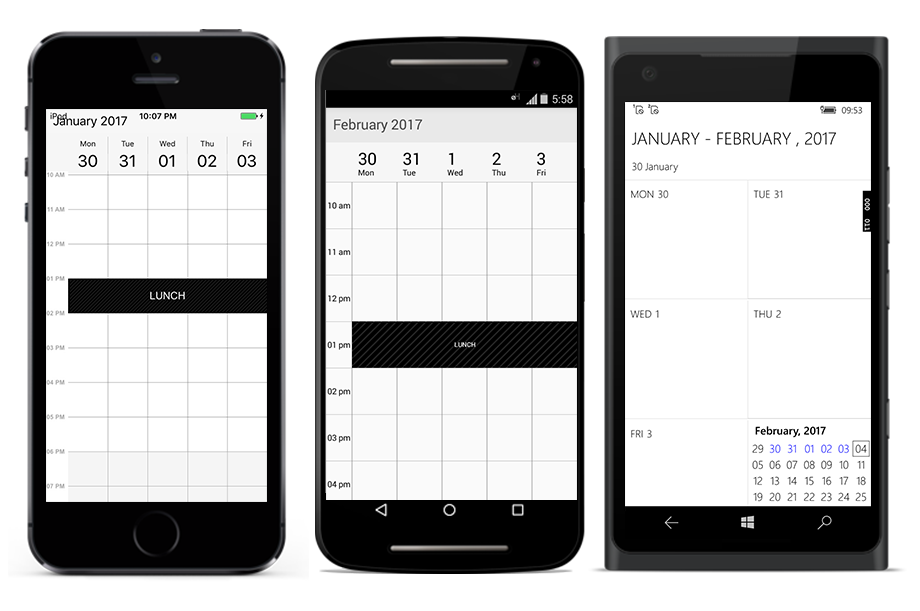 iPod 10:07 PM
January 2017
Mon Tue Wed Thu Fri
30 31 01 02 03
10 AM
11 AM
12 PM
01 PM
LUNCH
02 PM
03 PM
04 PM
05 PM
06 PM
07 PM
5:58
February 2017
30 31 1 2 3
Mon Tue Wed Thu Fri
10 am
11 am
12 pm
01 pm LUNCH
02 pm
03 pm
04 pm
09:53
JANUARY - FEBRUARY , 2017
30 January
MON 30 TUE 31
000 011
WED 1 THU 2
FRI 3
February, 2017
29 30 31 01 02 03 04
05 06 07 08 09 10 11
12 13 14 15 16 17 18
19 20 21 22 23 24 25